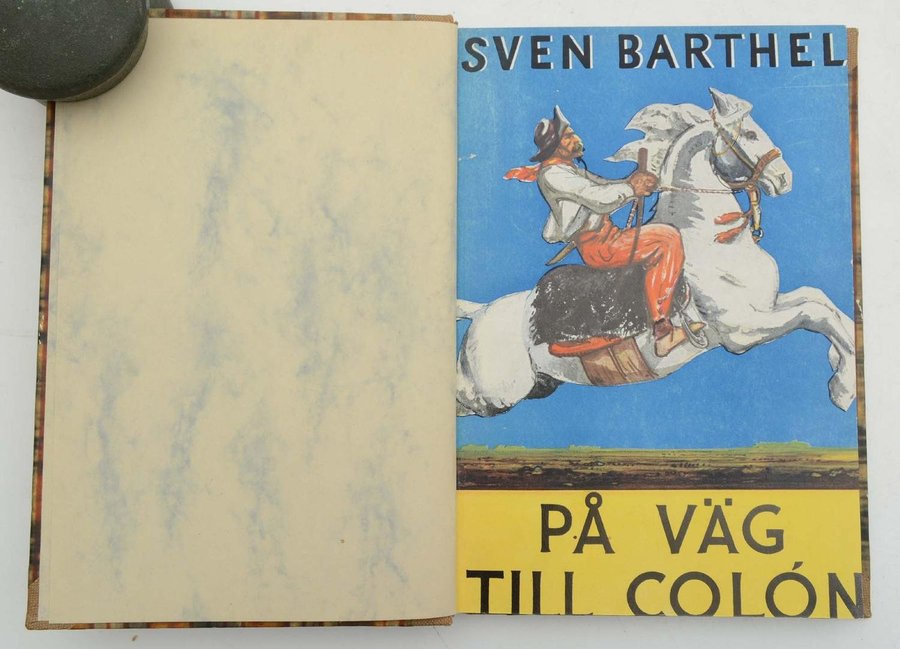 SVEN BARTHEL
PÅ VÄG
TILL COLÓN